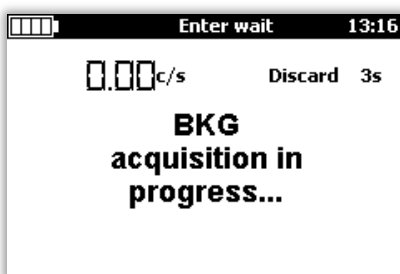 Enter wait 13:16
0.00c/s Discard 3s
BKG
acquisition in
progress...